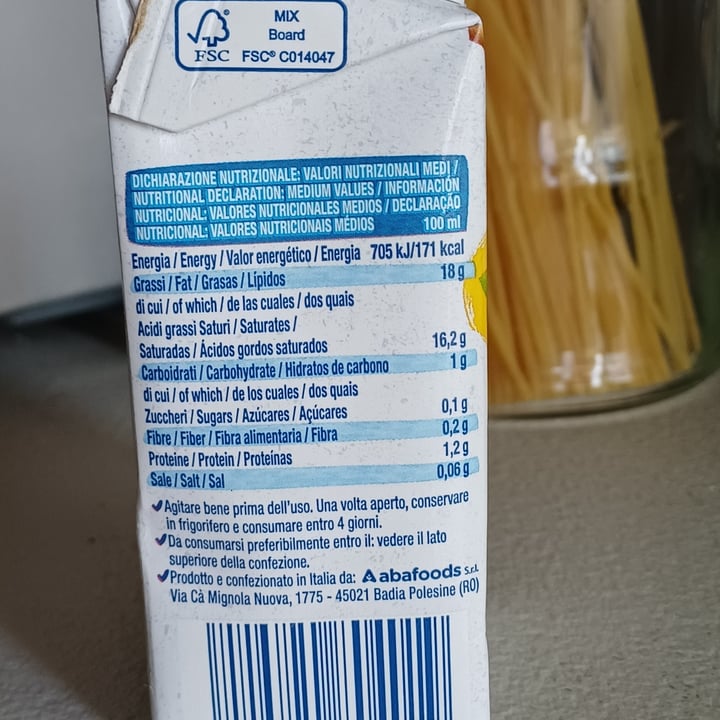 FSC
MIX
Board
FSC® C014047
DICHIARAZIONE NUTRIZIONALE: VALORI NUTRIZIONALI MEDI /
NUTRITIONAL DECLARATION: MEDIUM VALUES / INFORMACIÓN
NUTRICIONAL: VALORES NUTRICIONALES MEDIOS / DECLARAÇÃO
NUTRICIONAL: VALORES NUTRICIONAIS MÉDIOS 100 ml
Energia / Energy / Valor energético / Energia 705 kJ/171 kcal
Grassi / Fat / Grasas / Lípidos 18 g
di cui / of which / de las cuales / dos quais
Acidi grassi Saturi / Saturates /
Saturadas / Ácidos gordos saturados 16,2 g
Carboidrati / Carbohydrate / Hidratos de carbono 1 g
di cui / of which / de los cuales / dos quais
Zuccheri / Sugars / Azúcares / Açúcares 0,1 g
Fibre / Fiber / Fibra alimentaria / Fibra 0,2 g
Proteine / Protein / Proteínas 1,2 g
Sale / Salt / Sal 0,06 g
Agitare bene prima dell'uso. Una volta aperto, conservare
in frigorifero e consumare entro 4 giorni.
Da consumarsi preferibilmente entro il: vedere il lato
superiore della confezione.
Prodotto e confezionato in Italia da: abafoods S.r.l.
Via Cà Mignola Nuova, 1775 - 45021 Badia Polesine (RO)